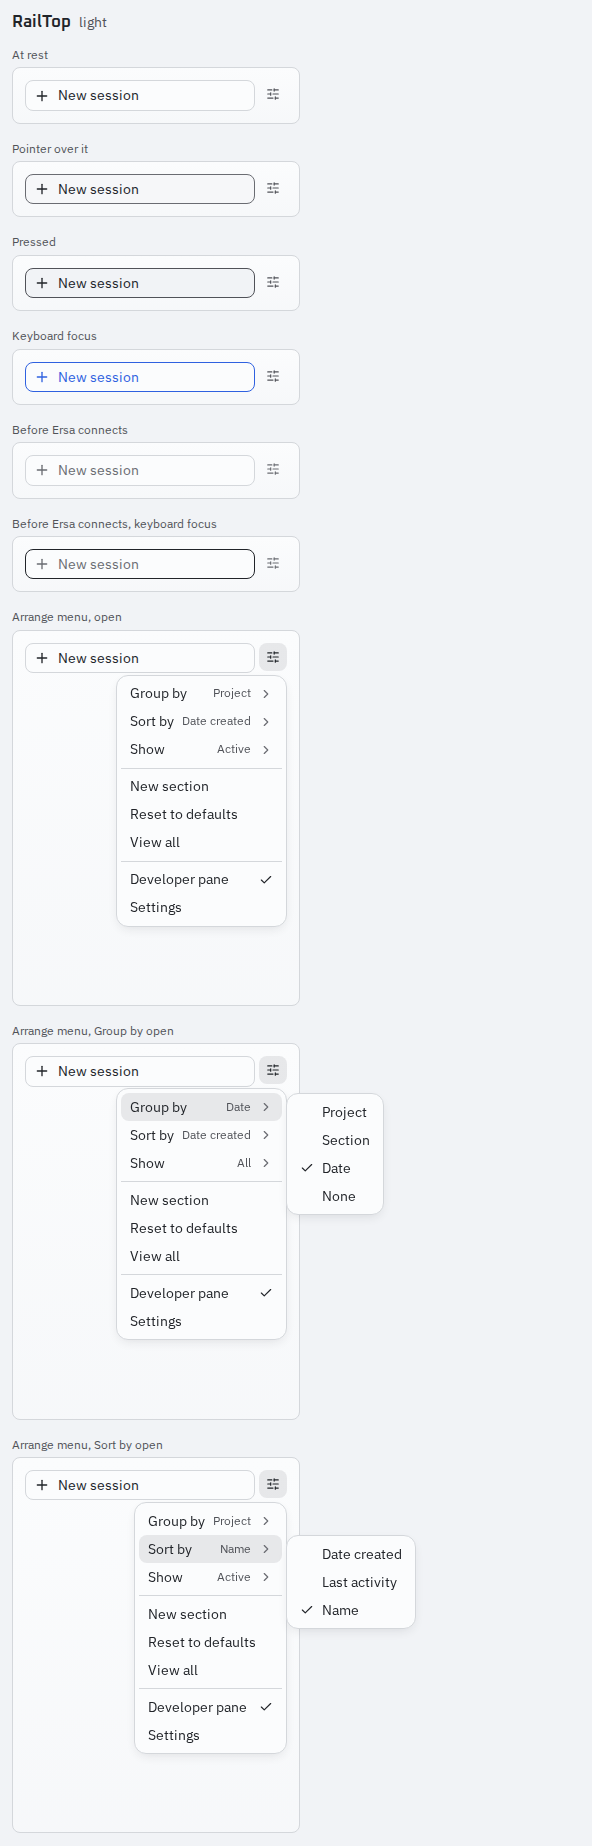 RailTop light
At rest
New session
Pointer over it
New session
Pressed
New session
Keyboard focus
New session
Before Ersa connects
New session
Before Ersa connects, keyboard focus
New session
Arrange menu, open
New session
Group by Project
Sort by Date created
Show Active
New section
Reset to defaults
View all
Developer pane
Settings
Arrange menu, Group by open
New session
Group by Date
Sort by Date created
Show All
New section
Reset to defaults
View all
Developer pane
Settings
Project
Section
Date
None
Arrange menu, Sort by open
New session
Group by Project
Sort by Name
Show Active
New section
Reset to defaults
View all
Developer pane
Settings
Date created
Last activity
Name